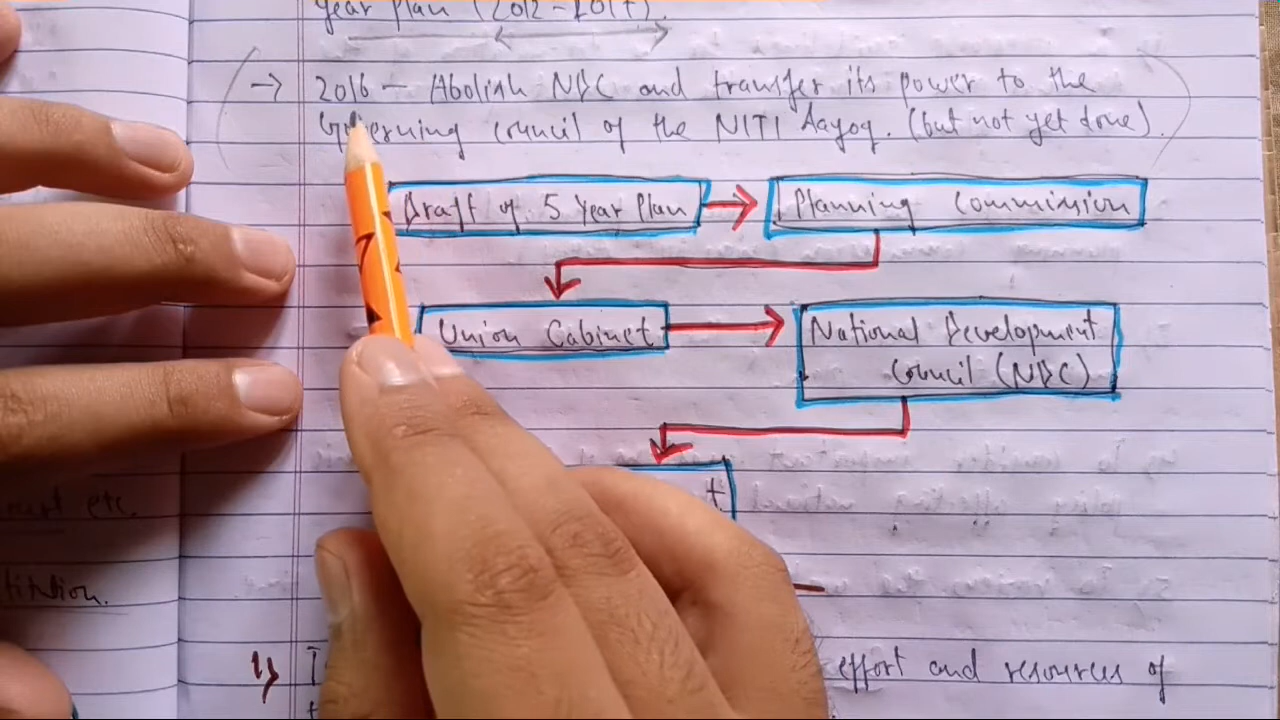 year plan (2012-2017).
→ 2016 - Abolish NDC and transfer its power to the
Governing council of the NITI Aayog. (but not yet done).
Draft of 5 Year Plan
Planning Commission
Union Cabinet
National Development
Council (NDC)
t
etc.
1)
effort and resources of